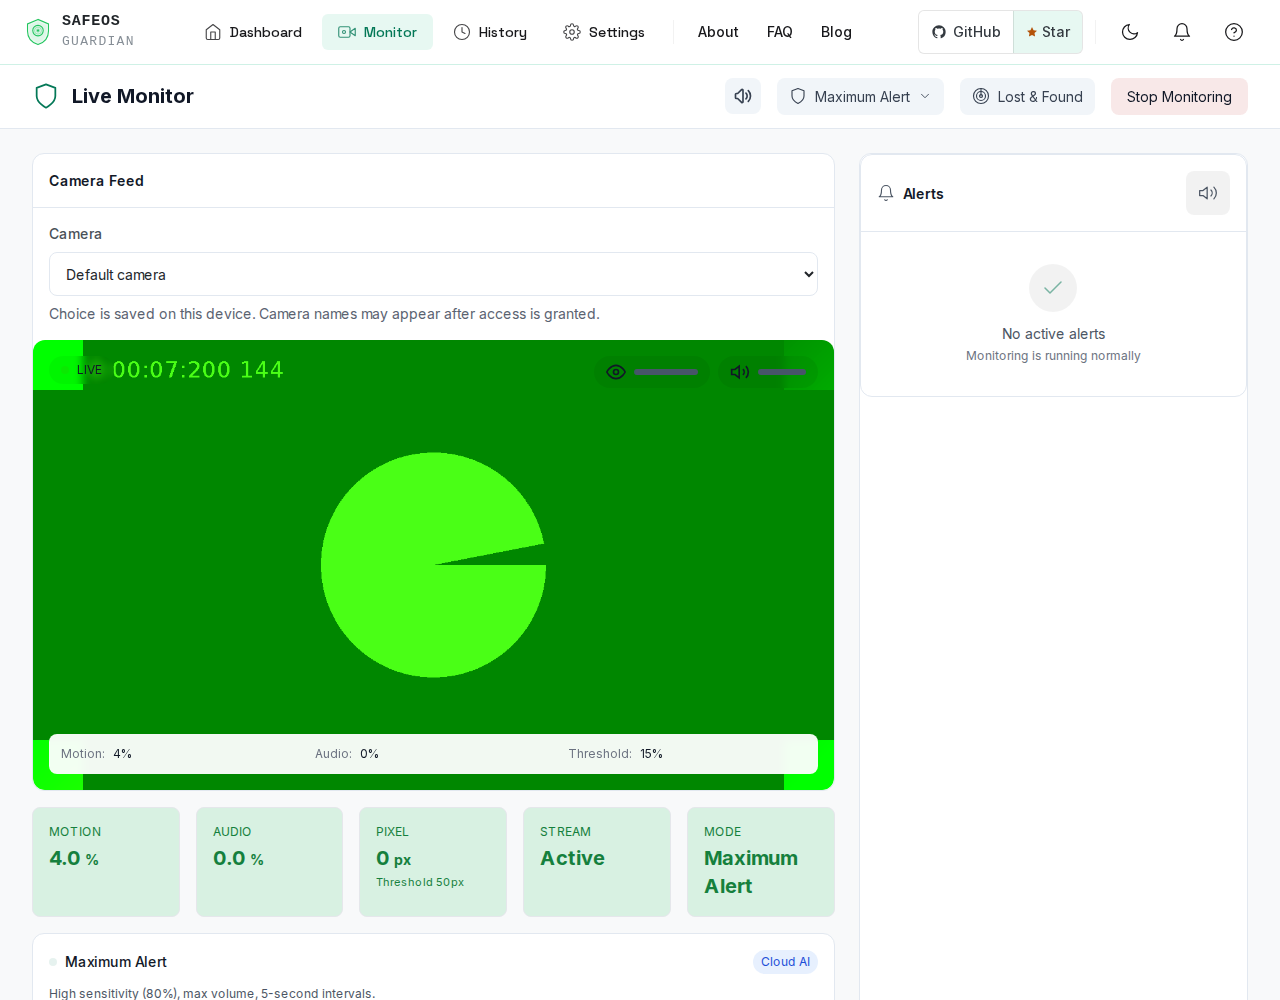 SAFEOS
GUARDIAN
Dashboard
Monitor
History
Settings
About
FAQ
Blog
GitHub
Star
Live Monitor
Maximum Alert
Lost & Found
Stop Monitoring
Camera Feed
Camera
Default camera
Choice is saved on this device. Camera names may appear after access is granted.
LIVE
00:07:200 144
Motion: 4%
Audio: 0%
Threshold: 15%
MOTION
4.0 %
AUDIO
0.0 %
PIXEL
0 px
Threshold 50px
STREAM
Active
MODE
Maximum
Alert
Maximum Alert
Cloud AI
High sensitivity (80%), max volume, 5-second intervals.
Alerts
No active alerts
Monitoring is running normally